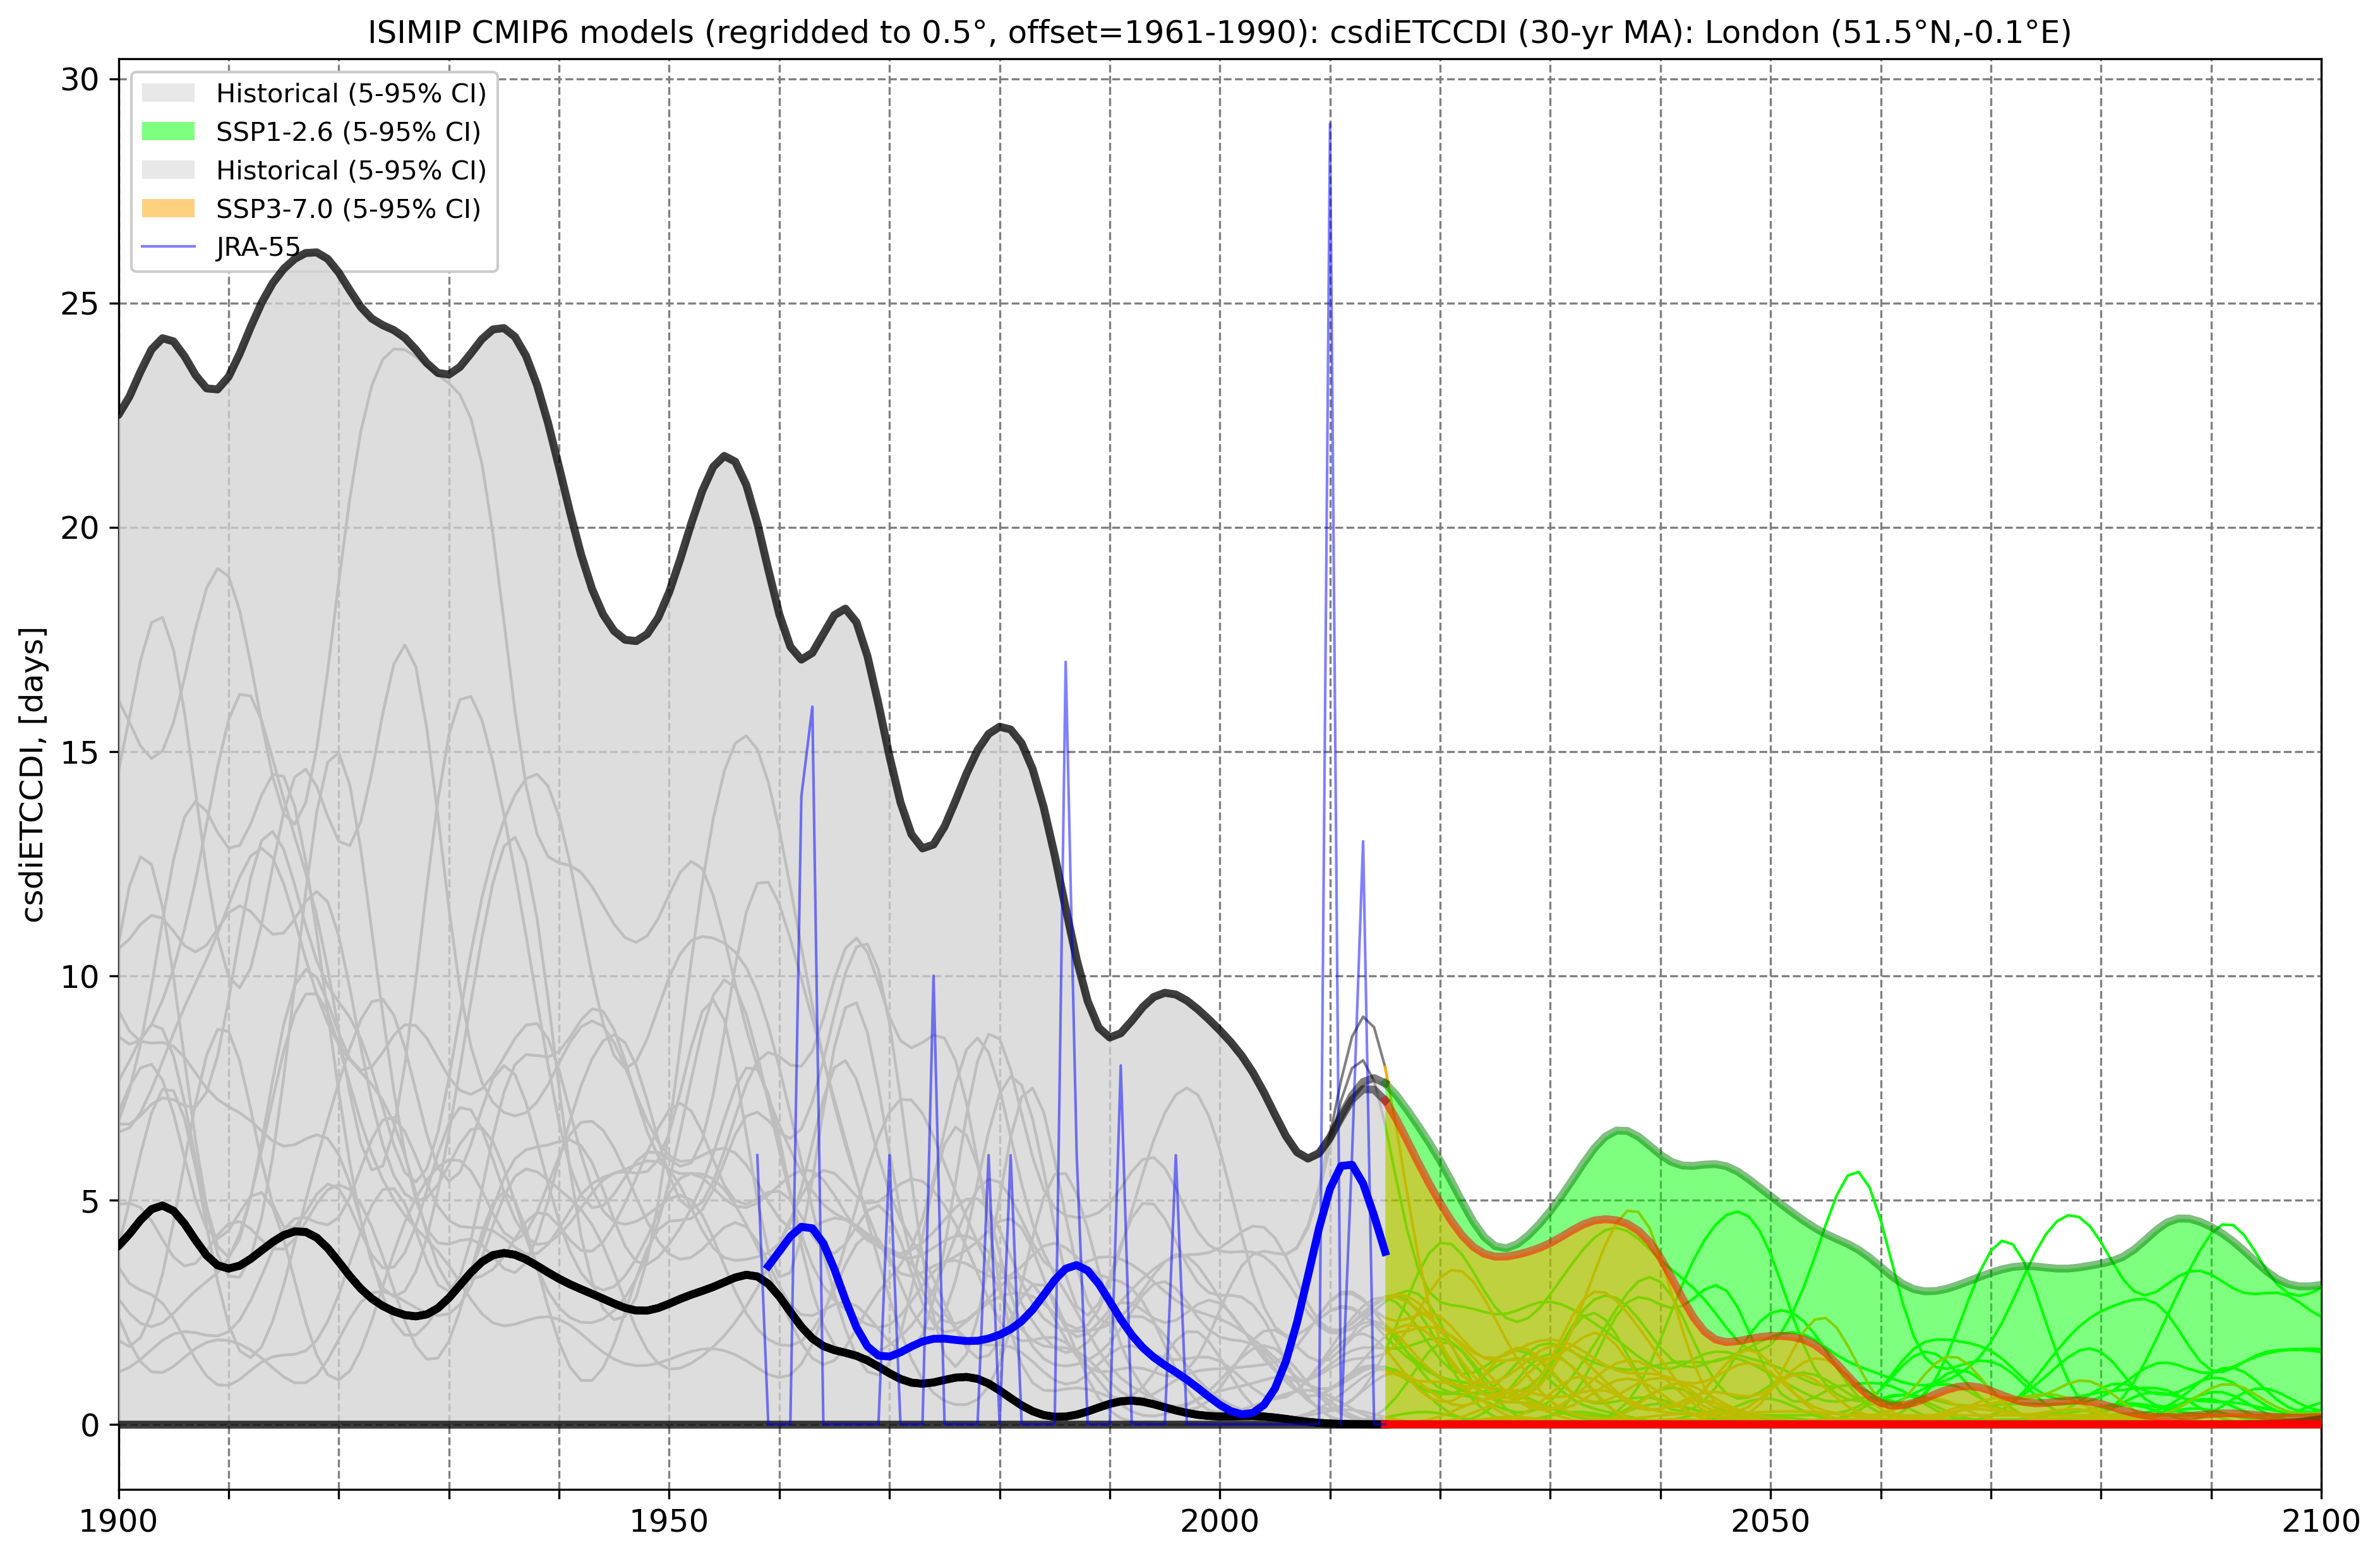 ISIMIP CMIP6 models (regridded to 0.5°, offset=1961-1990): csdiETCCDI (30-yr MA): London (51.5°N,-0.1°E)
Historical (5-95% CI)
SSP1-2.6 (5-95% CI)
Historical (5-95% CI)
SSP3-7.0 (5-95% CI)
JRA-55
csdiETCCDI, [days]
30
25
20
15
10
5
0
1900
1950
2000
2050
2100